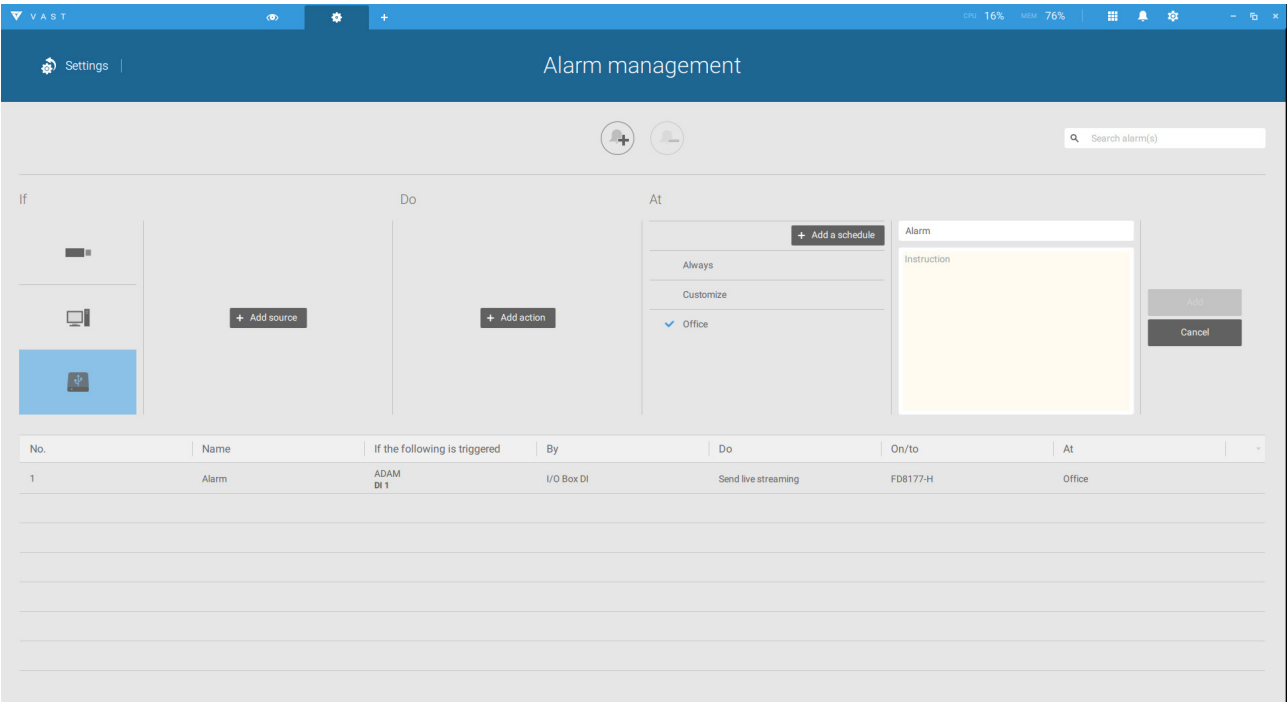 VAST
CPU 16% MEM 76%
Settings
Alarm management
Search alarm(s)
If
Do
At
+ Add source
+ Add action
+ Add a schedule
Always
Customize
Office
Alarm
Instruction
Add
Cancel
No. Name If the following is triggered By Do On/to At
1 Alarm ADAM I/O Box DI Send live streaming FD8177-H Office
DI 1